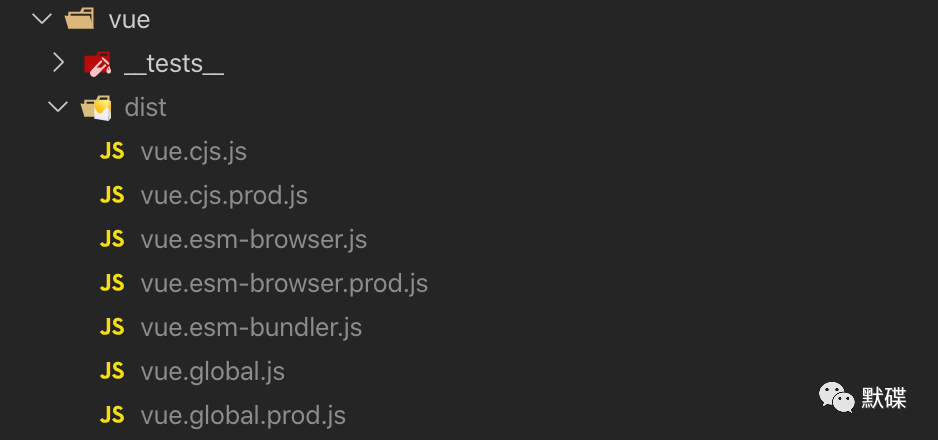 vue
__tests__
dist
JS vue.cjs.js
JS vue.cjs.prod.js
JS vue.esm-browser.js
JS vue.esm-browser.prod.js
JS vue.esm-bundler.js
JS vue.global.js
JS vue.global.prod.js
默碟